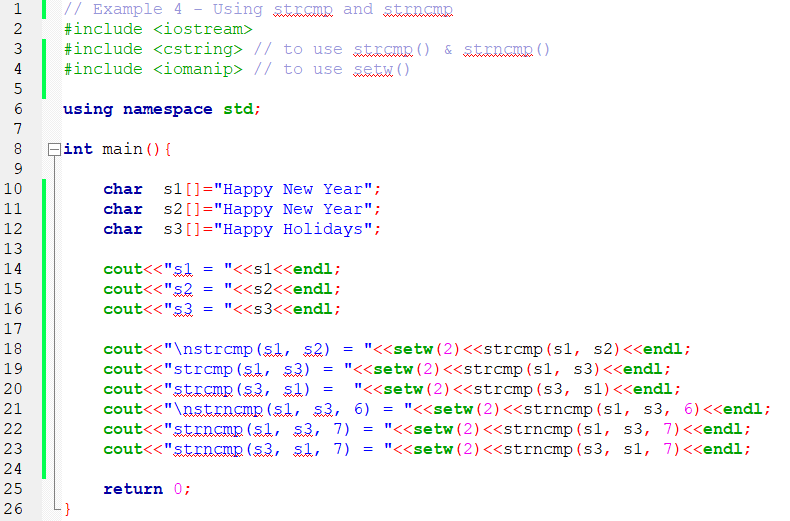 1 // Example 4 - Using strcmp and strncmp
2 #include <iostream>
3 #include <cstring> // to use strcmp() & strncmp()
4 #include <iomanip> // to use setw()
5
6 using namespace std;
7
8 int main(){
9
10 char s1[]="Happy New Year";
11 char s2[]="Happy New Year";
12 char s3[]="Happy Holidays";
13
14 cout<<"s1 = "<<s1<<endl;
15 cout<<"s2 = "<<s2<<endl;
16 cout<<"s3 = "<<s3<<endl;
17
18 cout<<"\nstrcmp(s1, s2) = "<<setw(2)<<strcmp(s1, s2)<<endl;
19 cout<<"strcmp(s1, s3) = "<<setw(2)<<strcmp(s1, s3)<<endl;
20 cout<<"strcmp(s3, s1) =  "<<setw(2)<<strcmp(s3, s1)<<endl;
21 cout<<"\nstrncmp(s1, s3, 6) = "<<setw(2)<<strncmp(s1, s3, 6)<<endl;
22 cout<<"strncmp(s1, s3, 7) = "<<setw(2)<<strncmp(s1, s3, 7)<<endl;
23 cout<<"strncmp(s3, s1, 7) = "<<setw(2)<<strncmp(s3, s1, 7)<<endl;
24
25 return 0;
26 }